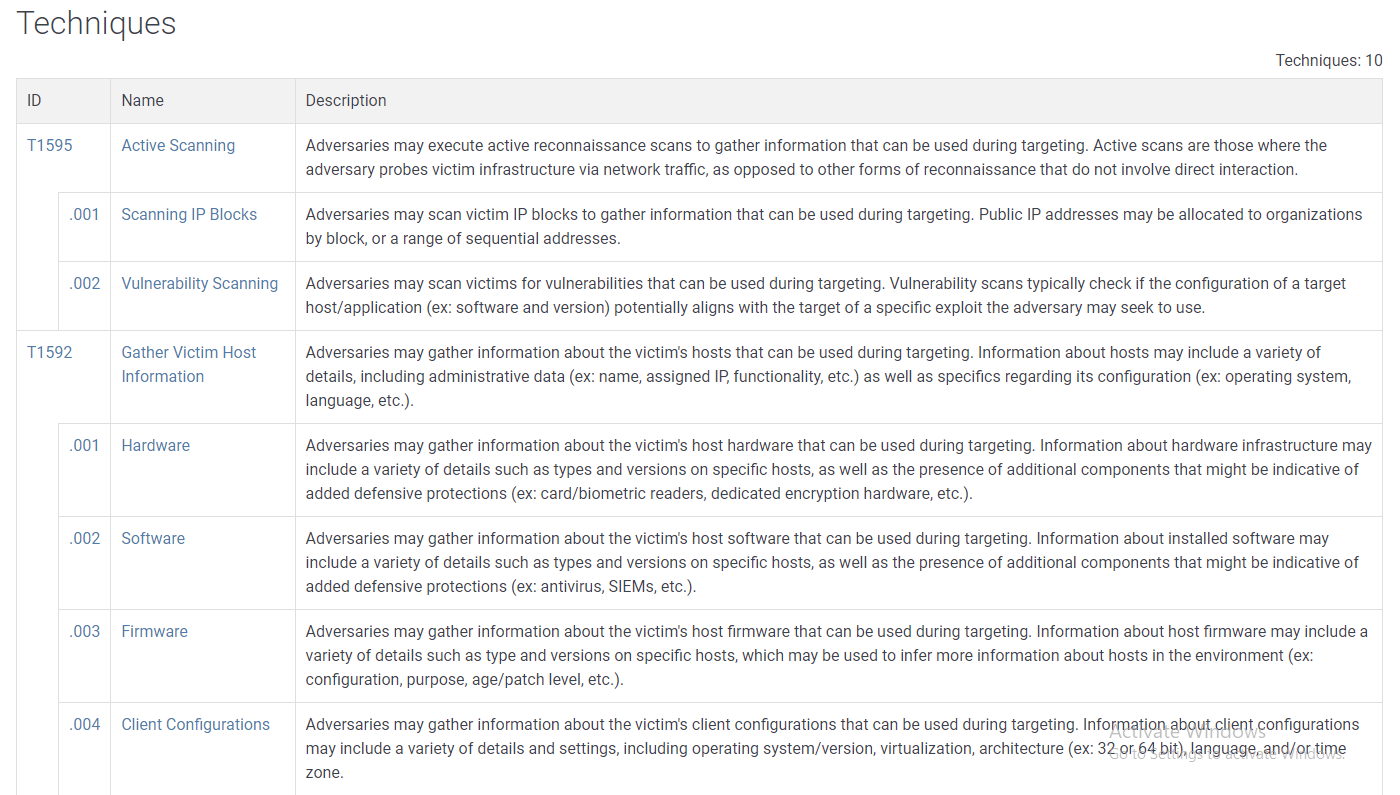 Techniques
Techniques: 10
ID Name Description
T1595 Active Scanning Adversaries may execute active reconnaissance scans to gather information that can be used during targeting. Active scans are those where the
adversary probes victim infrastructure via network traffic, as opposed to other forms of reconnaissance that do not involve direct interaction.
.001 Scanning IP Blocks Adversaries may scan victim IP blocks to gather information that can be used during targeting. Public IP addresses may be allocated to organizations
by block, or a range of sequential addresses.
.002 Vulnerability Scanning Adversaries may scan victims for vulnerabilities that can be used during targeting. Vulnerability scans typically check if the configuration of a target
host/application (ex: software and version) potentially aligns with the target of a specific exploit the adversary may seek to use.
T1592 Gather Victim Host Adversaries may gather information about the victim's hosts that can be used during targeting. Information about hosts may include a variety of
Information details, including administrative data (ex: name, assigned IP, functionality, etc.) as well as specifics regarding its configuration (ex: operating system,
language, etc.).
.001 Hardware Adversaries may gather information about the victim's host hardware that can be used during targeting. Information about hardware infrastructure may
include a variety of details such as types and versions on specific hosts, as well as the presence of additional components that might be indicative of
added defensive protections (ex: card/biometric readers, dedicated encryption hardware, etc.).
.002 Software Adversaries may gather information about the victim's host software that can be used during targeting. Information about installed software may
include a variety of details such as types and versions on specific hosts, as well as the presence of additional components that might be indicative of
added defensive protections (ex: antivirus, SIEMs, etc.).
.003 Firmware Adversaries may gather information about the victim's host firmware that can be used during targeting. Information about host firmware may include a
variety of details such as type and versions on specific hosts, which may be used to infer more information about hosts in the environment (ex:
configuration, purpose, age/patch level, etc.).
.004 Client Configurations Adversaries may gather information about the victim's client configurations that can be used during targeting. Information about client configurations
may include a variety of details and settings, including operating system/version, virtualization, architecture (ex: 32 or 64 bit), language, and/or time
zone.
Activate Windows
Go to Settings to activate Windows.